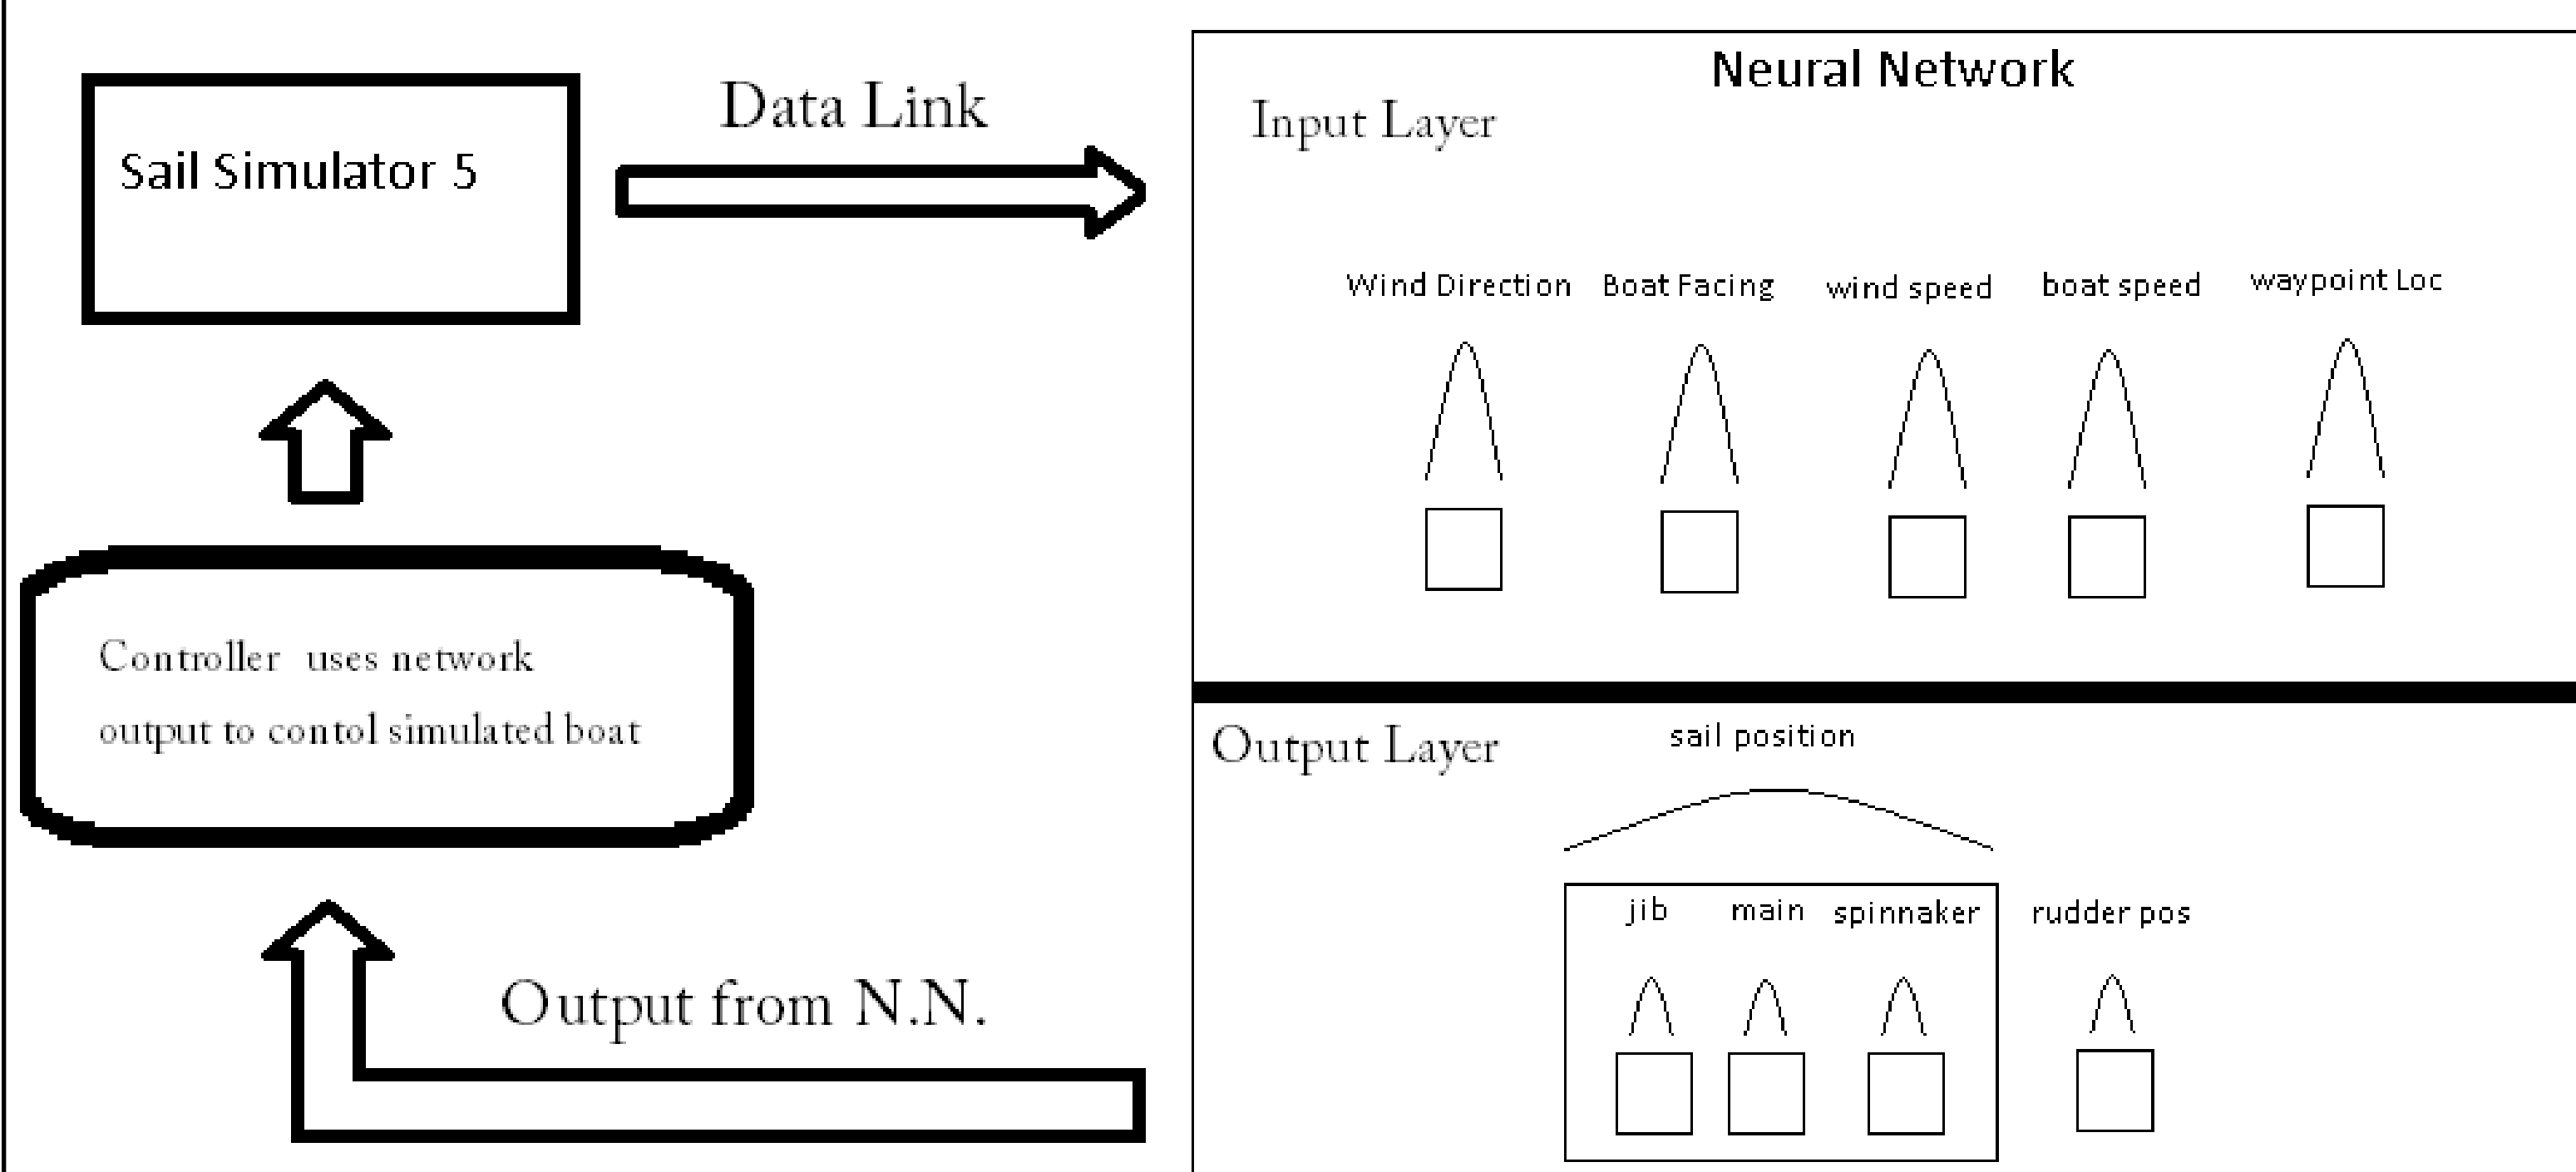 Neural Network
Data Link
Input Layer
Sail Simulator 5
Wind Direction Boat Facing wind speed boat speed waypoint Loc
Controller uses network
output to contol simulated boat
Output Layer
sail position
jib main spinnaker rudder pos
Output from N.N.